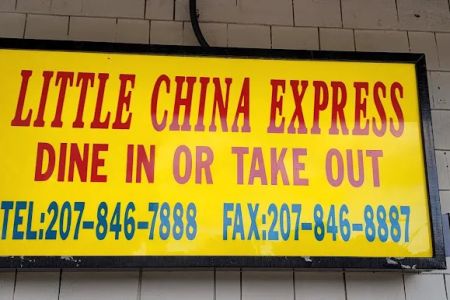 LITTLE CHINA EXPRESS
DINE IN OR TAKE OUT
TEL:207-846-7888 FAX:207-846-8887